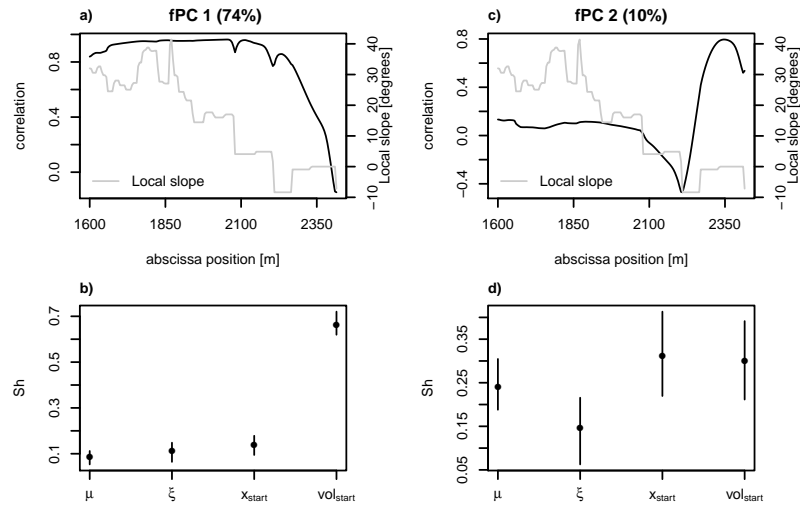 a) fPC 1 (74%)
correlation
0.0 0.4 0.8
−10 0 10 20 30 40
Local slope [degrees]
Local slope
1600 1850 2100 2350
abscissa position [m]
c) fPC 2 (10%)
correlation
−0.4 0.0 0.4 0.8
−10 0 10 20 30 40
Local slope [degrees]
Local slope
1600 1850 2100 2350
abscissa position [m]
b)
Sh
0.1 0.3 0.5 0.7
μ ξ xstart volstart
d)
Sh
0.05 0.15 0.25 0.35
μ ξ xstart volstart